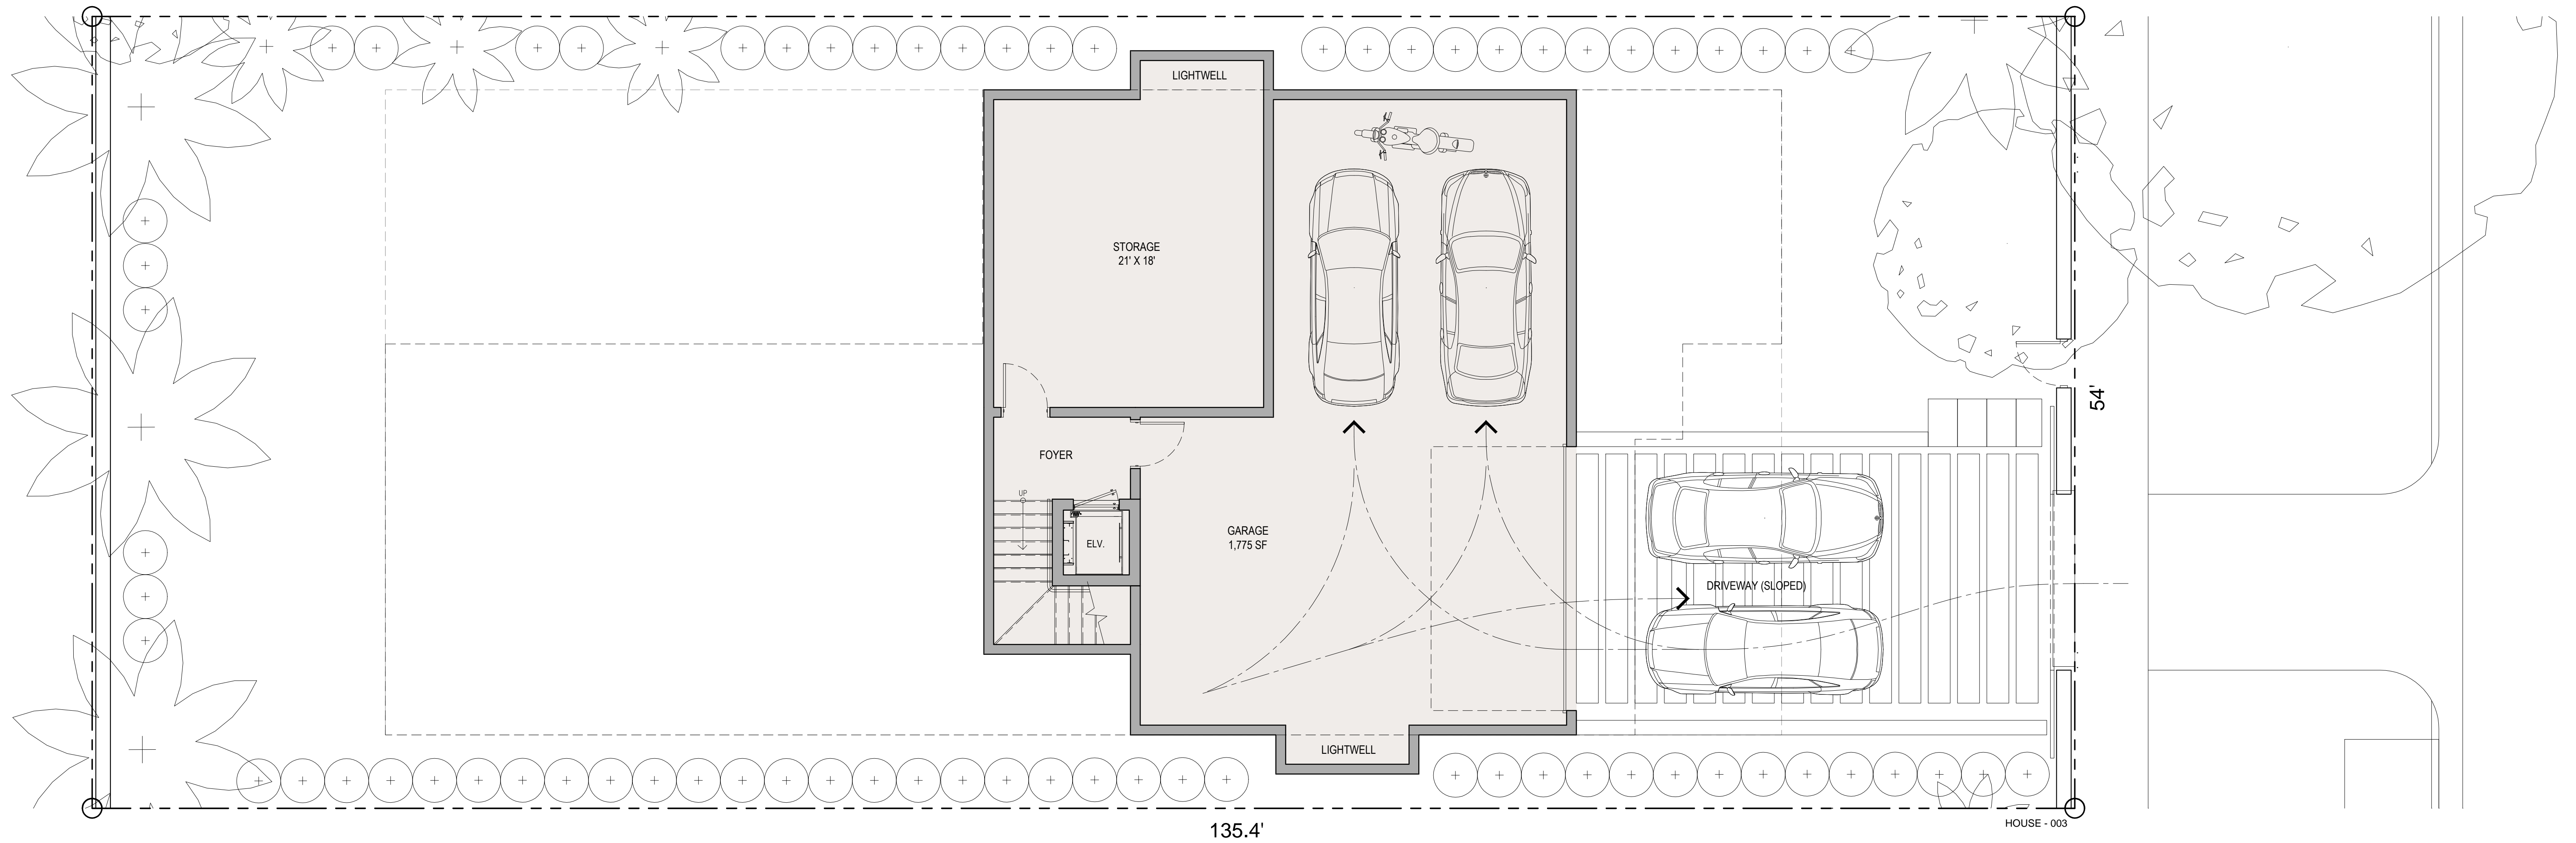 LIGHTWELL
STORAGE
21' X 18'
54'
FOYER
UP
GARAGE
1,775 SF
ELV.
DRIVEWAY (SLOPED)
LIGHTWELL
HOUSE - 003
135.4'